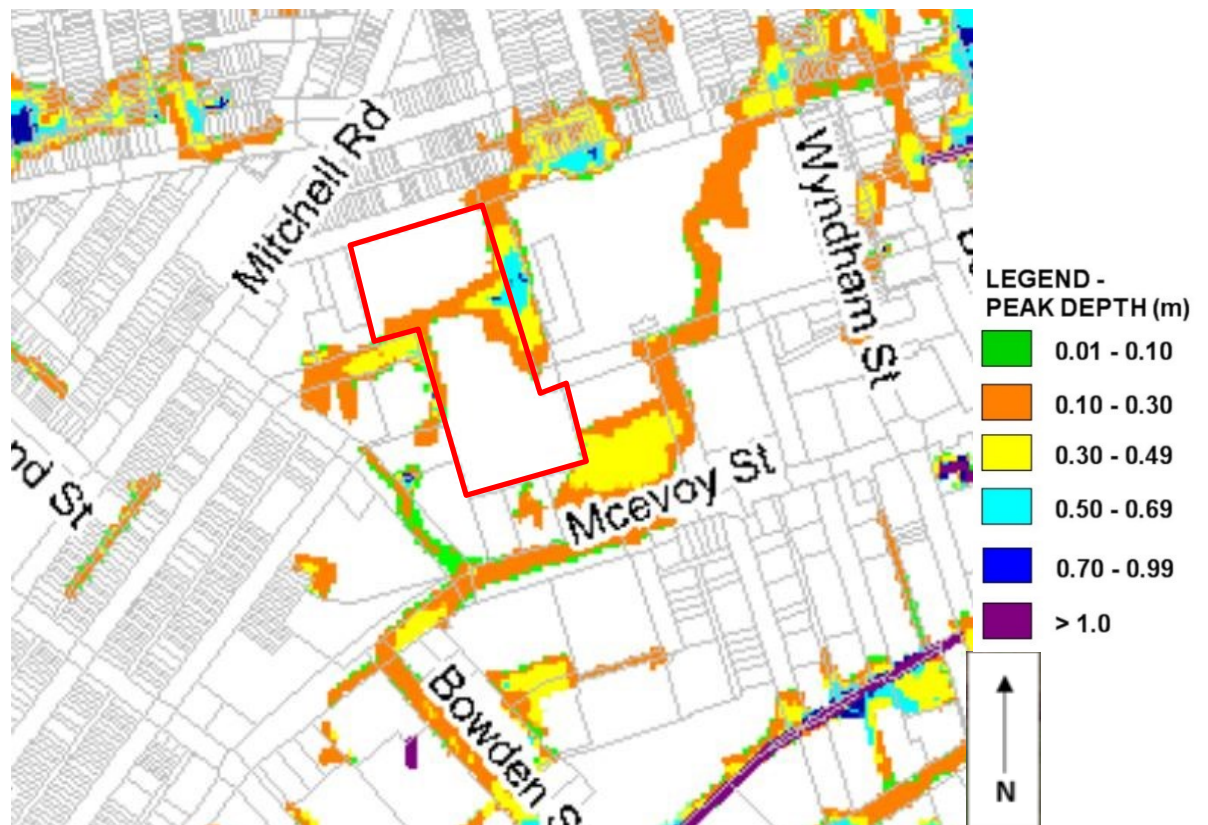 Mitchell Rd
Wyndham St
nd St
Mcevoy St
Bowden S
LEGEND -
PEAK DEPTH (m)
0.01 - 0.10
0.10 - 0.30
0.30 - 0.49
0.50 - 0.69
0.70 - 0.99
> 1.0
N